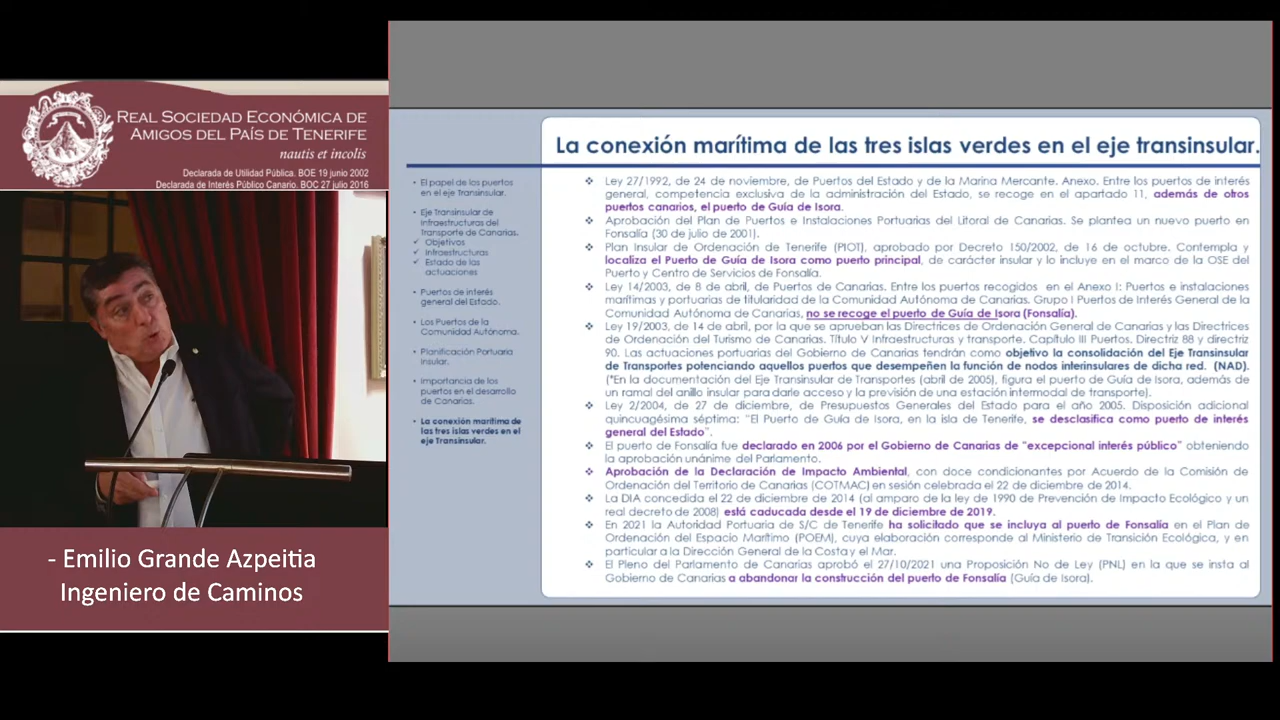 REAL SOCIEDAD ECONÓMICA DE
AMIGOS DEL PAÍS DE TENERIFE
nautis et incolis
Declarada de Utilidad Pública. BOE 19 junio 2002
Declarada de Interés Público Canario. BOC 27 julio 2016
- Emilio Grande Azpeitia
Ingeniero de Caminos
La conexión marítima de las tres islas verdes en el eje transinsular.
• El papel de los puertos
en el eje Transinsular.
• Eje Transinsular de
Infraestructuras del
Transporte de Canarias.
✓ Objetivos
✓ Infraestructuras
✓ Estado de las
actuaciones
• Puertos de interés
general del Estado.
• Los Puertos de la
Comunidad Autónoma.
• Planificación Portuaria
Insular.
• Importancia de los
puertos en el desarrollo
de Canarias.
• La conexión marítima de
las tres islas verdes en el
eje Transinsular.
❖ Ley 27/1992, de 24 de noviembre, de Puertos del Estado y de la Marina Mercante. Anexo. Entre los puertos de interés
general, competencia exclusiva de la administración del Estado, se recoge en el apartado 11, además de otros
puertos canarios, el puerto de Guía de Isora.
❖ Aprobación del Plan de Puertos e Instalaciones Portuarias del Litoral de Canarias. Se plantea un nuevo puerto en
Fonsalía (30 de julio de 2001).
❖ Plan Insular de Ordenación de Tenerife (PIOT), aprobado por Decreto 150/2002, de 16 de octubre. Contempla y
localiza el Puerto de Guía de Isora como puerto principal, de carácter insular y lo incluye en el marco de la OSE del
Puerto y Centro de Servicios de Fonsalía.
❖ Ley 14/2003, de 8 de abril, de Puertos de Canarias. Entre los puertos recogidos en el Anexo I: Puertos e instalaciones
marítimas y portuarias de titularidad de la Comunidad Autónoma de Canarias. Grupo I Puertos de Interés General de la
Comunidad Autónoma de Canarias, no se recoge el puerto de Guía de Isora (Fonsalía).
❖ Ley 19/2003, de 14 de abril, por la que se aprueban las Directrices de Ordenación General de Canarias y las Directrices
de Ordenación del Turismo de Canarias. Título V Infraestructuras y transporte. Capítulo III Puertos. Directriz 88 y directriz
90. Las actuaciones portuarias del Gobierno de Canarias tendrán como objetivo la consolidación del Eje Transinsular
de Transportes potenciando aquellos puertos que desempeñen la función de nodos interinsulares de dicha red. (NAD).
(*En la documentación del Eje Transinsular de Transportes (abril de 2005), figura el puerto de Guía de Isora, además de
un ramal del anillo insular para darle acceso y la previsión de una estación intermodal de transporte).
❖ Ley 2/2004, de 27 de diciembre, de Presupuestos Generales del Estado para el año 2005. Disposición adicional
quincuagésima séptima: "El Puerto de Guía de Isora, en la isla de Tenerife, se desclasifica como puerto de interés
general del Estado".
❖ El puerto de Fonsalía fue declarado en 2006 por el Gobierno de Canarias de "excepcional interés público" obteniendo
la aprobación unánime del Parlamento.
❖ Aprobación de la Declaración de Impacto Ambiental, con doce condicionantes por Acuerdo de la Comisión de
Ordenación del Territorio de Canarias (COTMAC) en sesión celebrada el 22 de diciembre de 2014.
❖ La DIA concedida el 22 de diciembre de 2014 (al amparo de la ley de 1990 de Prevención de Impacto Ecológico y un
real decreto de 2008) está caducada desde el 19 de diciembre de 2019.
❖ En 2021 la Autoridad Portuaria de S/C de Tenerife ha solicitado que se incluya al puerto de Fonsalía en el Plan de
Ordenación del Espacio Marítimo (POEM), cuya elaboración corresponde al Ministerio de Transición Ecológica, y en
particular a la Dirección General de la Costa y el Mar.
❖ El Pleno del Parlamento de Canarias aprobó el 27/10/2021 una Proposición No de Ley (PNL) en la que se insta al
Gobierno de Canarias a abandonar la construcción del puerto de Fonsalía (Guía de Isora).